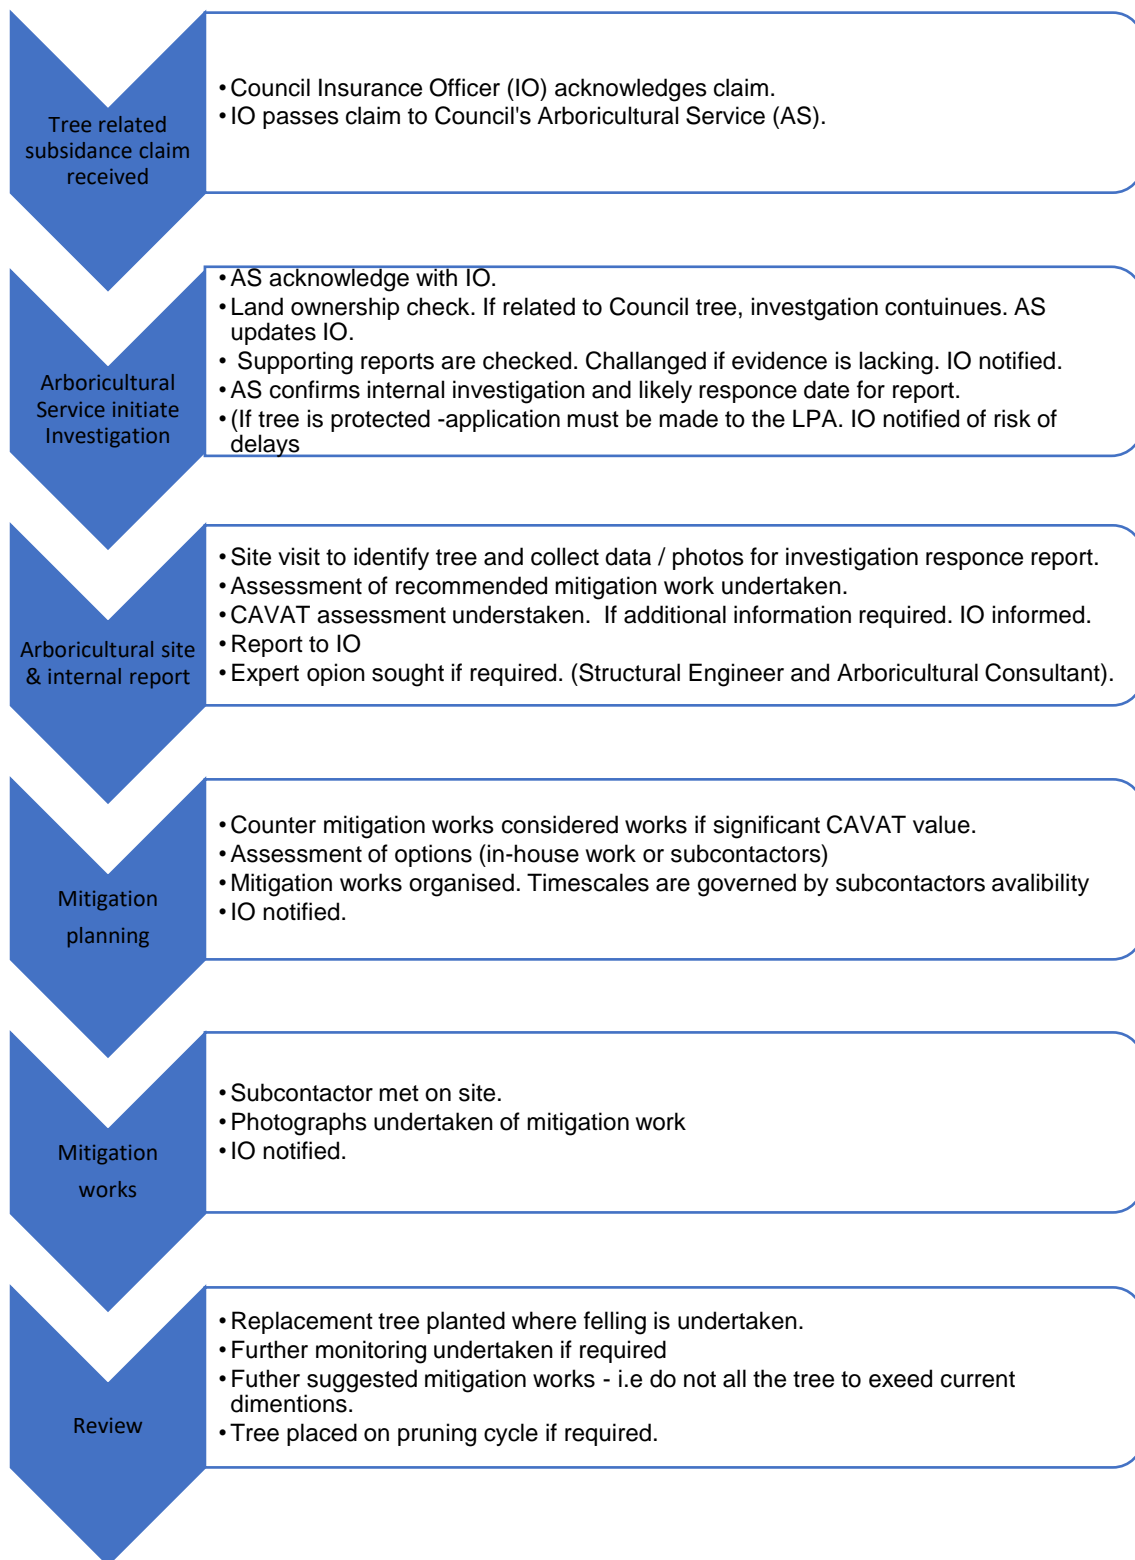 Tree related
subsidance claim
received
• Council Insurance Officer (IO) acknowledges claim.
• IO passes claim to Council's Arboricultural Service (AS).
Arboricultural
Service initiate
Investigation
• AS acknowledge with IO.
• Land ownership check. If related to Council tree, investgation contuinues. AS
updates IO.
• Supporting reports are checked. Challanged if evidence is lacking. IO notified.
• AS confirms internal investigation and likely responce date for report.
• (If tree is protected -application must be made to the LPA. IO notified of risk of
delays
Arboricultural site
& internal report
• Site visit to identify tree and collect data / photos for investigation responce report.
• Assessment of recommended mitigation work undertaken.
• CAVAT assessment understaken.  If additional information required. IO informed.
• Report to IO
• Expert opion sought if required. (Structural Engineer and Arboricultural Consultant).
Mitigation
planning
• Counter mitigation works considered works if significant CAVAT value.
• Assessment of options (in-house work or subcontactors)
• Mitigation works organised. Timescales are governed by subcontactors avalibility
• IO notified.
Mitigation
works
• Subcontactor met on site.
• Photographs undertaken of mitigation work
• IO notified.
Review
• Replacement tree planted where felling is undertaken.
• Further monitoring undertaken if required
• Futher suggested mitigation works - i.e do not all the tree to exeed current
dimentions.
• Tree placed on pruning cycle if required.